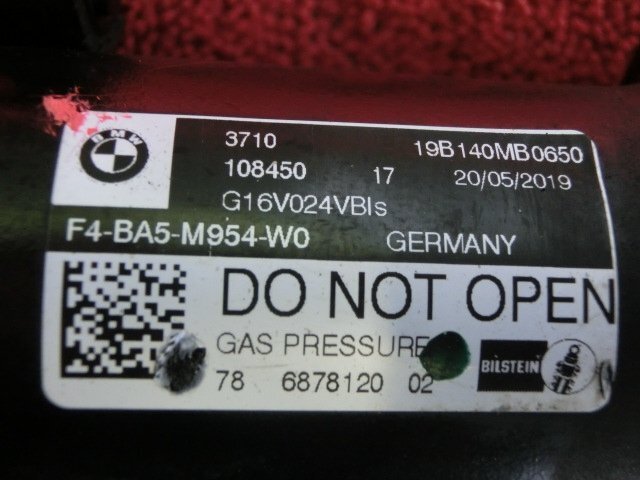 BMW
3710 19B140MB0650
108450 17 20/05/2019
G16V024VBIs
F4-BA5-M954-W0 GERMANY
DO NOT OPEN
GAS PRESSURE
78 6878120 02
BILSTEIN